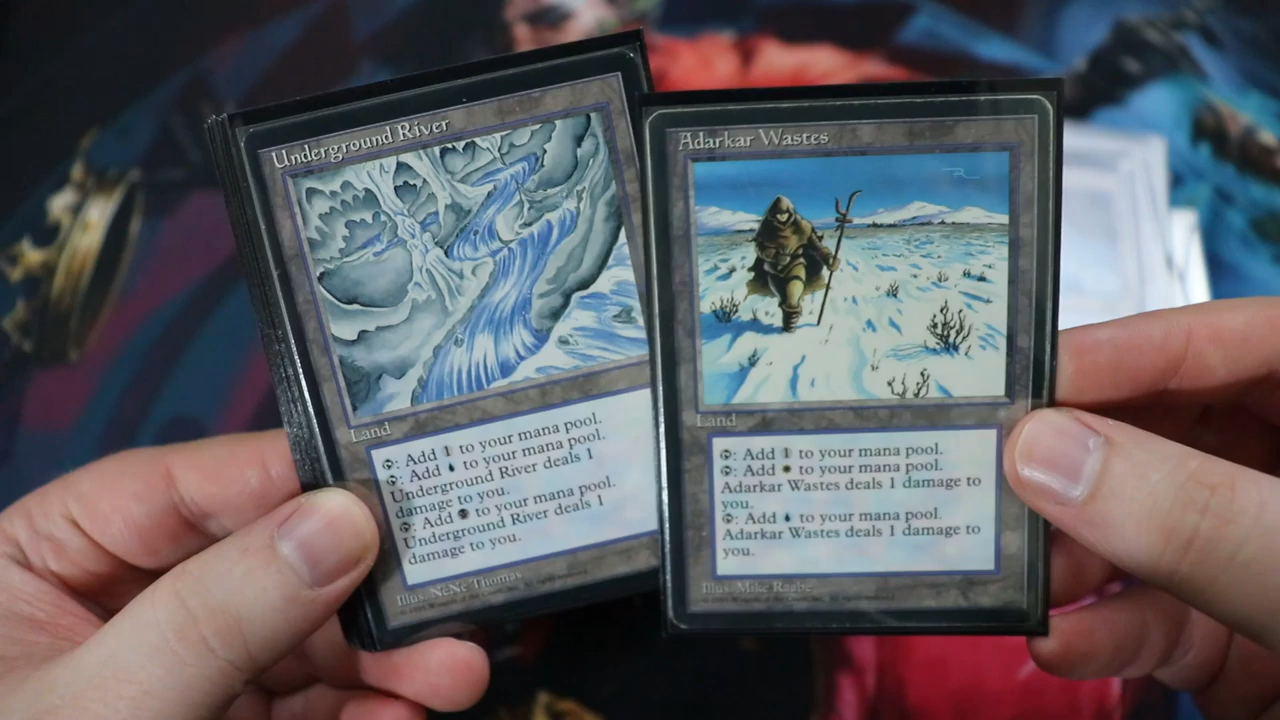 Underground River
Land
: Add 1 to your mana pool.
: Add to your mana pool.
Underground River deals 1
damage to you.
: Add to your mana pool.
Underground River deals 1
damage to you.
Illus. NéNé Thomas
Adarkar Wastes
Land
: Add 1 to your mana pool.
: Add to your mana pool.
Adarkar Wastes deals 1 damage to
you.
: Add to your mana pool.
Adarkar Wastes deals 1 damage to
you.
Illus. Mike Raabe